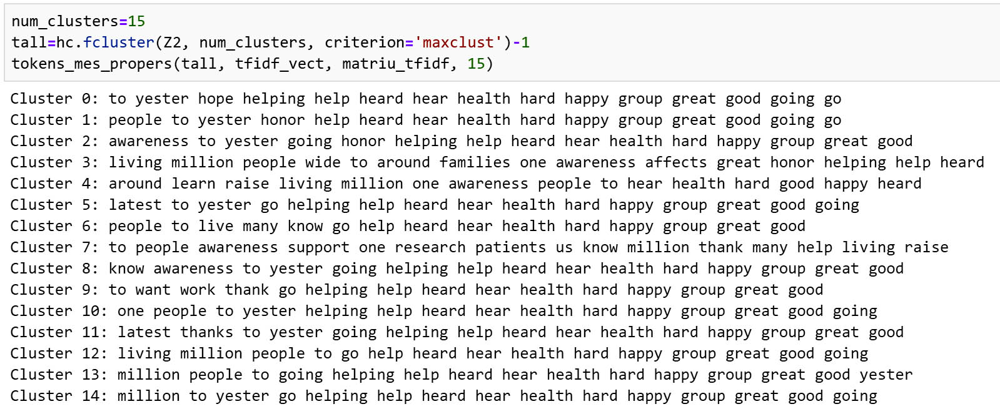 num_clusters=15
tall=hc.fcluster(Z2, num_clusters, criterion='maxclust')-1
tokens_mes_propers(tall, tfidf_vect, matriu_tfidf, 15)
Cluster 0: to yester hope helping help heard hear health hard happy group great good going go
Cluster 1: people to yester honor help heard hear health hard happy group great good going go
Cluster 2: awareness to yester going honor helping help heard hear health hard happy group great good
Cluster 3: living million people wide to around families one awareness affects great honor helping help heard
Cluster 4: around learn raise living million one awareness people to hear health hard good happy heard
Cluster 5: latest to yester go helping help heard hear health hard happy group great good going
Cluster 6: people to live many know go help heard hear health hard happy group great good
Cluster 7: to people awareness support one research patients us know million thank many help living raise
Cluster 8: know awareness to yester going helping help heard hear health hard happy group great good
Cluster 9: to want work thank go helping help heard hear health hard happy group great good
Cluster 10: one people to yester helping help heard hear health hard happy group great good going
Cluster 11: latest thanks to yester going helping help heard hear health hard happy group great good
Cluster 12: living million people to go help heard hear health hard happy group great good going
Cluster 13: million people to going helping help heard hear health hard happy group great good yester
Cluster 14: million to yester go helping help heard hear health hard happy group great good going